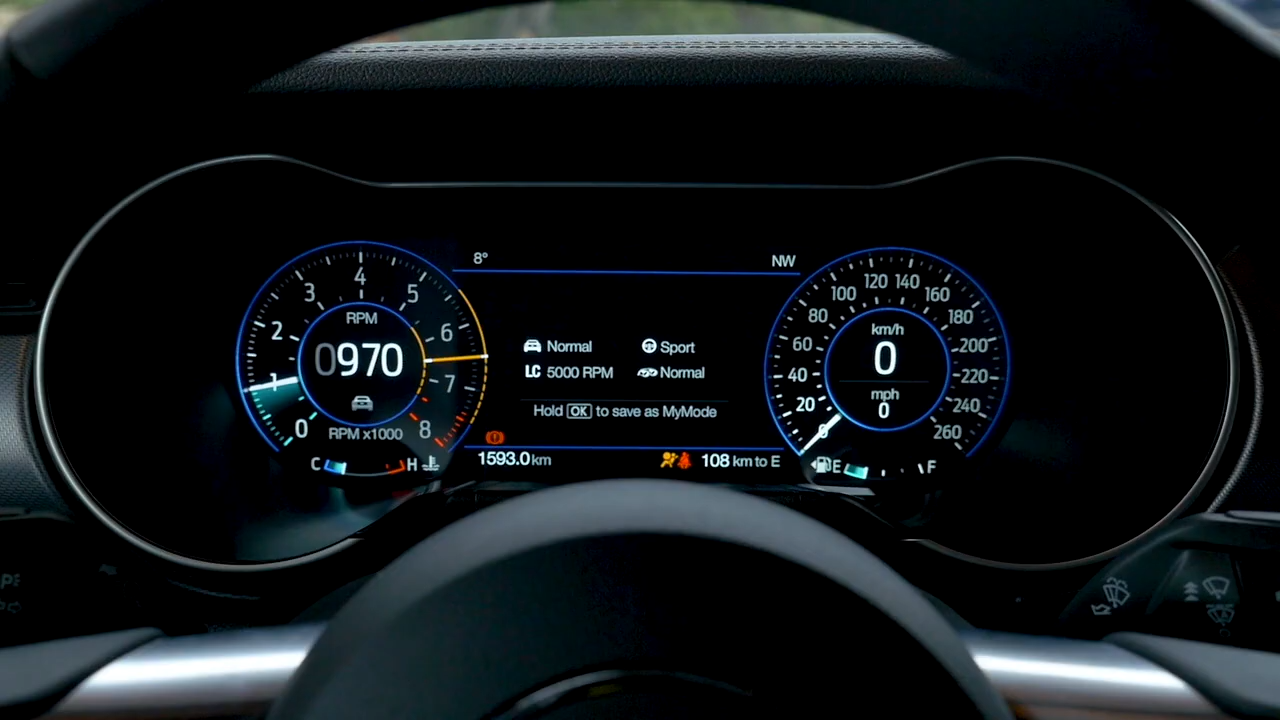 8° NW
4
3 5
2 6
1 7
0 8
RPM
0970
RPM x1000
C H
Normal Sport
LC 5000 RPM Normal
Hold OK to save as MyMode
1593.0 km 108 km to E
120 140
100 160
80 180
60 200
40 220
20 240
0 260
km/h
0
mph
0
E F